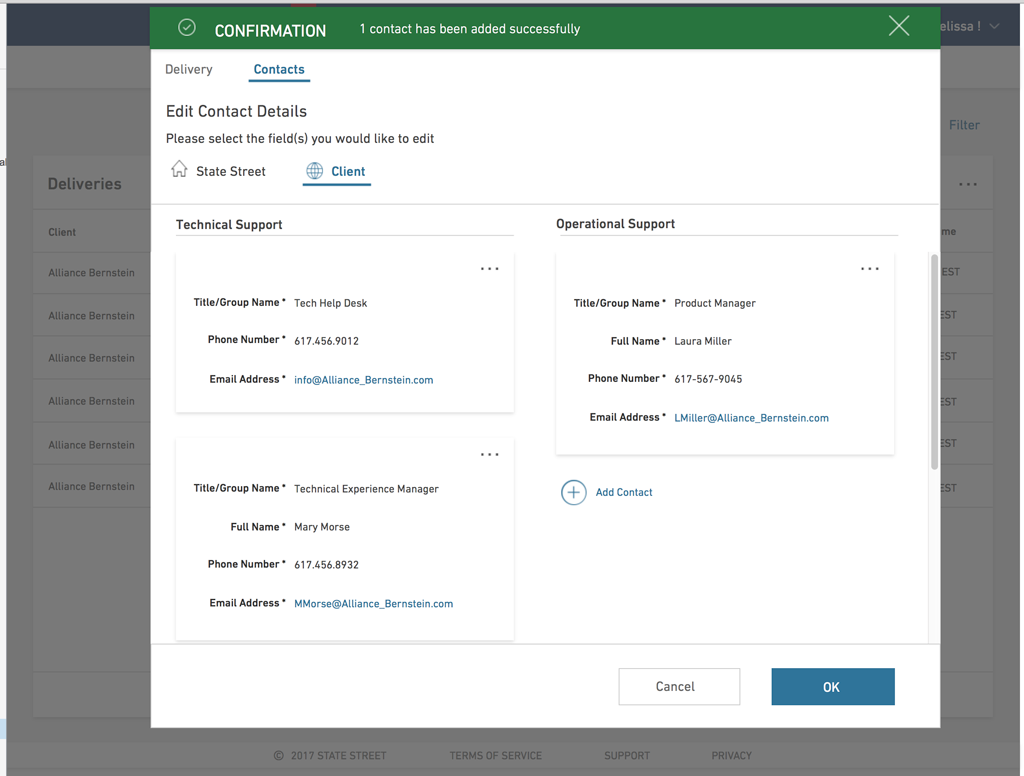 CONFIRMATION 1 contact has been added successfully
elissa !
Delivery Contacts
Edit Contact Details
Please select the field(s) you would like to edit
Filter
State Street Client
Deliveries
Technical Support Operational Support
Client
me
Alliance Bernstein
EST
Title/Group Name * Tech Help Desk
Phone Number * 617.456.9012
Email Address * info@Alliance_Bernstein.com
Title/Group Name * Product Manager
Full Name * Laura Miller
Phone Number * 617-567-9045
Email Address * LMiller@Alliance_Bernstein.com
Alliance Bernstein
EST
Alliance Bernstein
EST
Alliance Bernstein
EST
Alliance Bernstein
EST
Alliance Bernstein
EST
Title/Group Name * Technical Experience Manager
Full Name * Mary Morse
Phone Number * 617.456.8932
Email Address * MMorse@Alliance_Bernstein.com
Add Contact
Cancel OK
© 2017 STATE STREET TERMS OF SERVICE SUPPORT PRIVACY